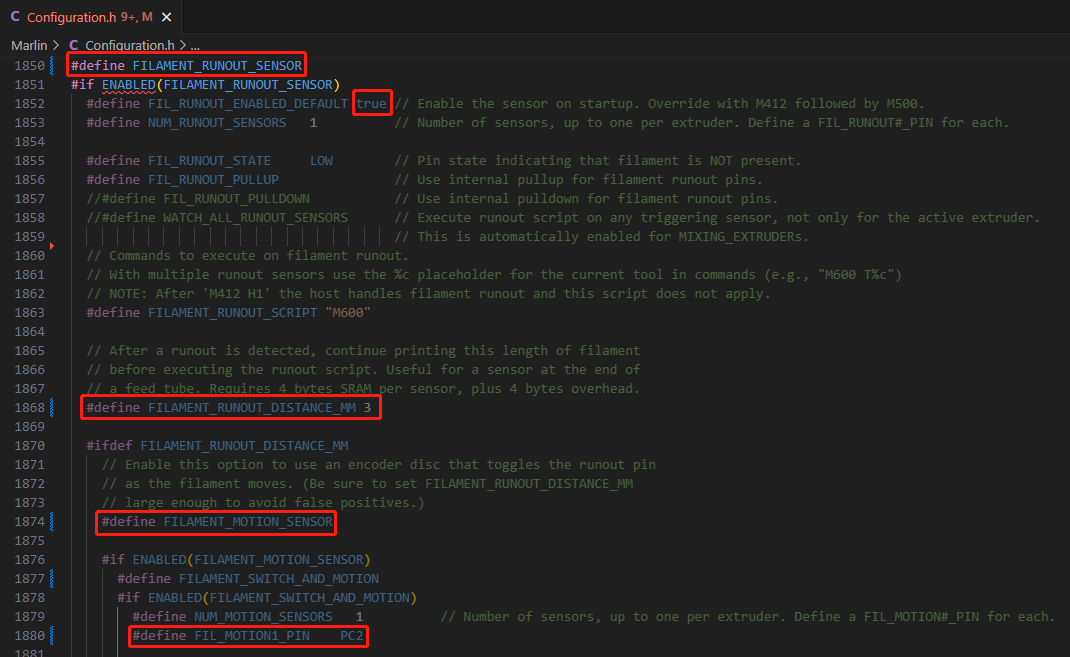 C Configuration.h 9+, M ×
Marlin > C Configuration.h > ...
1850 #define FILAMENT_RUNOUT_SENSOR
1851 #if ENABLED(FILAMENT_RUNOUT_SENSOR)
1852 #define FIL_RUNOUT_ENABLED_DEFAULT true // Enable the sensor on startup. Override with M412 followed by M500.
1853 #define NUM_RUNOUT_SENSORS 1 // Number of sensors, up to one per extruder. Define a FIL_RUNOUT#_PIN for each.
1854
1855 #define FIL_RUNOUT_STATE LOW // Pin state indicating that filament is NOT present.
1856 #define FIL_RUNOUT_PULLUP // Use internal pullup for filament runout pins.
1857 //#define FIL_RUNOUT_PULLDOWN // Use internal pulldown for filament runout pins.
1858 //#define WATCH_ALL_RUNOUT_SENSORS // Execute runout script on any triggering sensor, not only for the active extruder.
1859 // This is automatically enabled for MIXING_EXTRUDERs.
1860 // Commands to execute on filament runout.
1861 // With multiple runout sensors use the %c placeholder for the current tool in commands (e.g., "M600 T%c")
1862 // NOTE: After 'M412 H1' the host handles filament runout and this script does not apply.
1863 #define FILAMENT_RUNOUT_SCRIPT "M600"
1864
1865 // After a runout is detected, continue printing this length of filament
1866 // before executing the runout script. Useful for a sensor at the end of
1867 // a feed tube. Requires 4 bytes SRAM per sensor, plus 4 bytes overhead.
1868 #define FILAMENT_RUNOUT_DISTANCE_MM 3
1869
1870 #ifdef FILAMENT_RUNOUT_DISTANCE_MM
1871 // Enable this option to use an encoder disc that toggles the runout pin
1872 // as the filament moves. (Be sure to set FILAMENT_RUNOUT_DISTANCE_MM
1873 // large enough to avoid false positives.)
1874 #define FILAMENT_MOTION_SENSOR
1875
1876 #if ENABLED(FILAMENT_MOTION_SENSOR)
1877 #define FILAMENT_SWITCH_AND_MOTION
1878 #if ENABLED(FILAMENT_SWITCH_AND_MOTION)
1879 #define NUM_MOTION_SENSORS 1 // Number of sensors, up to one per extruder. Define a FIL_MOTION#_PIN for each.
1880 #define FIL_MOTION1_PIN PC2
1881